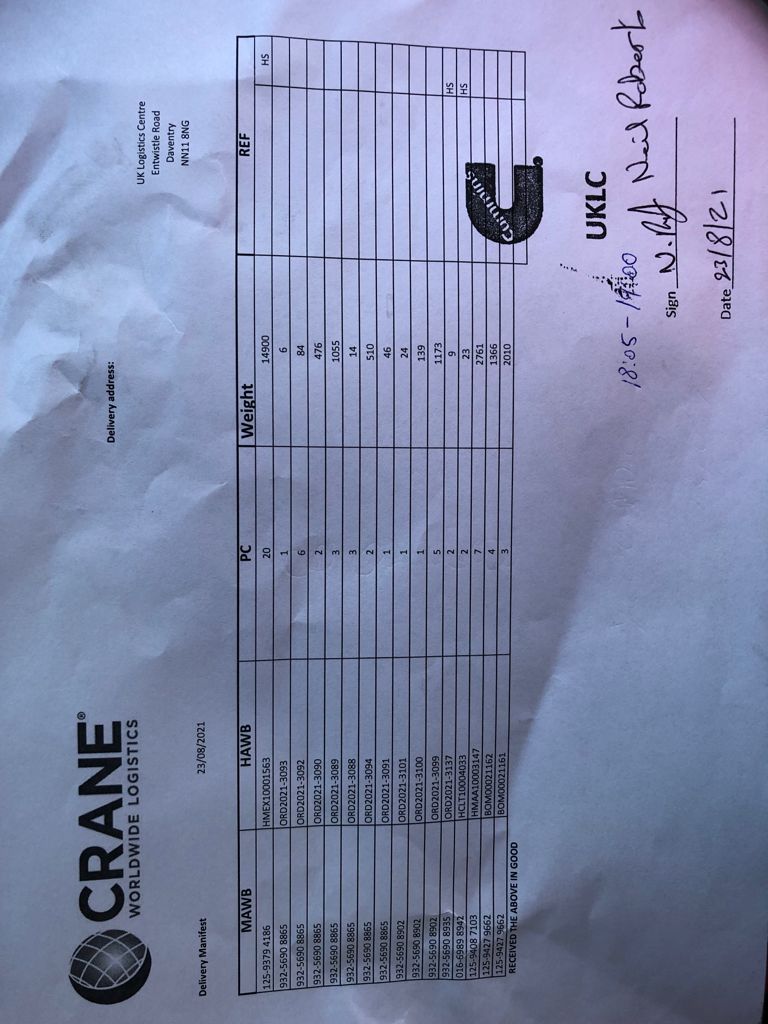 CRANE®
WORLDWIDE LOGISTICS
Delivery address:
UK Logistics Centre
Entwistle Road
Daventry
NN11 8NG
Delivery Manifest 23/08/2021
MAWB HAWB PC Weight REF
125-9379 4186 HMEX10001563 20 14900 HS
932-5690 8865 ORD2021-3093 1 6
932-5690 8865 ORD2021-3092 6 84
932-5690 8865 ORD2021-3090 2 476
932-5690 8865 ORD2021-3089 3 1055
932-5690 8865 ORD2021-3088 3 14
932-5690 8865 ORD2021-3094 2 510
932-5690 8865 ORD2021-3091 1 46
932-5690 8902 ORD2021-3101 1 24
932-5690 8902 ORD2021-3100 1 139
932-5690 8902 ORD2021-3099 5 1173
932-5690 8935 ORD2021-3137 2 9 HS
016-6989 8942 HCLT10004033 2 23 HS
125-9408 7103 HMAA10003147 7 2761
125-9427 9662 BOM00021162 4 1366
125-9427 9662 BOM00021161 3 2010
RECEIVED THE ABOVE IN GOOD
Cummins
UKLC
18:05-19:00
Sign N. Neil Robert
Date 23/8/21